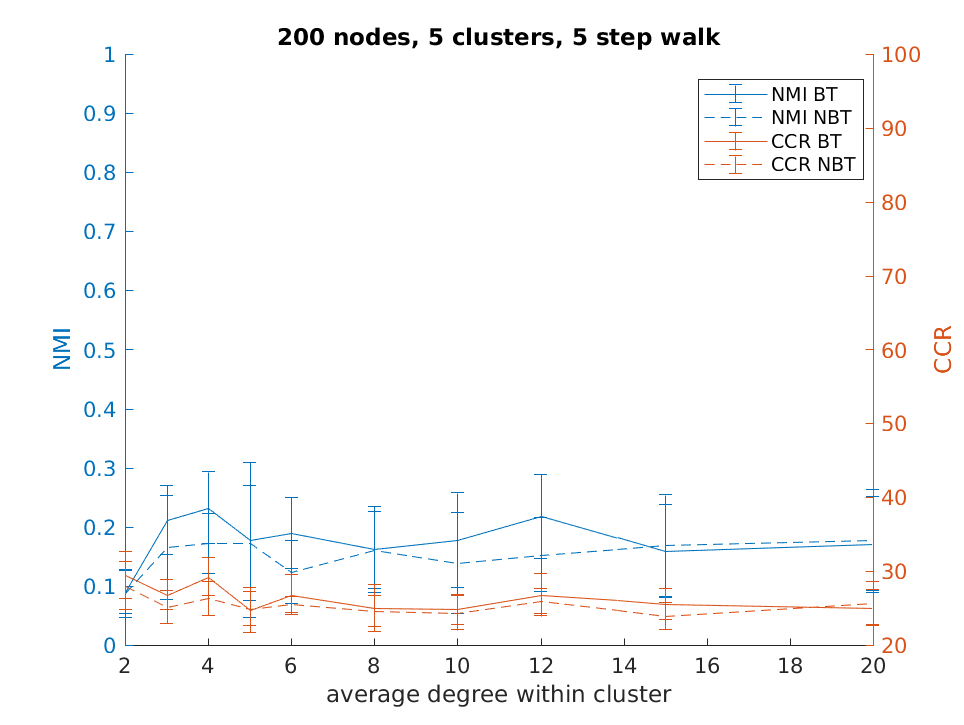 200 nodes, 5 clusters, 5 step walk
1
0.9
0.8
0.7
0.6
0.5
0.4
0.3
0.2
0.1
0
NMI
100
90
80
70
60
50
40
30
20
CCR
NMI BT
NMI NBT
CCR BT
CCR NBT
2 4 6 8 10 12 14 16 18 20
average degree within cluster